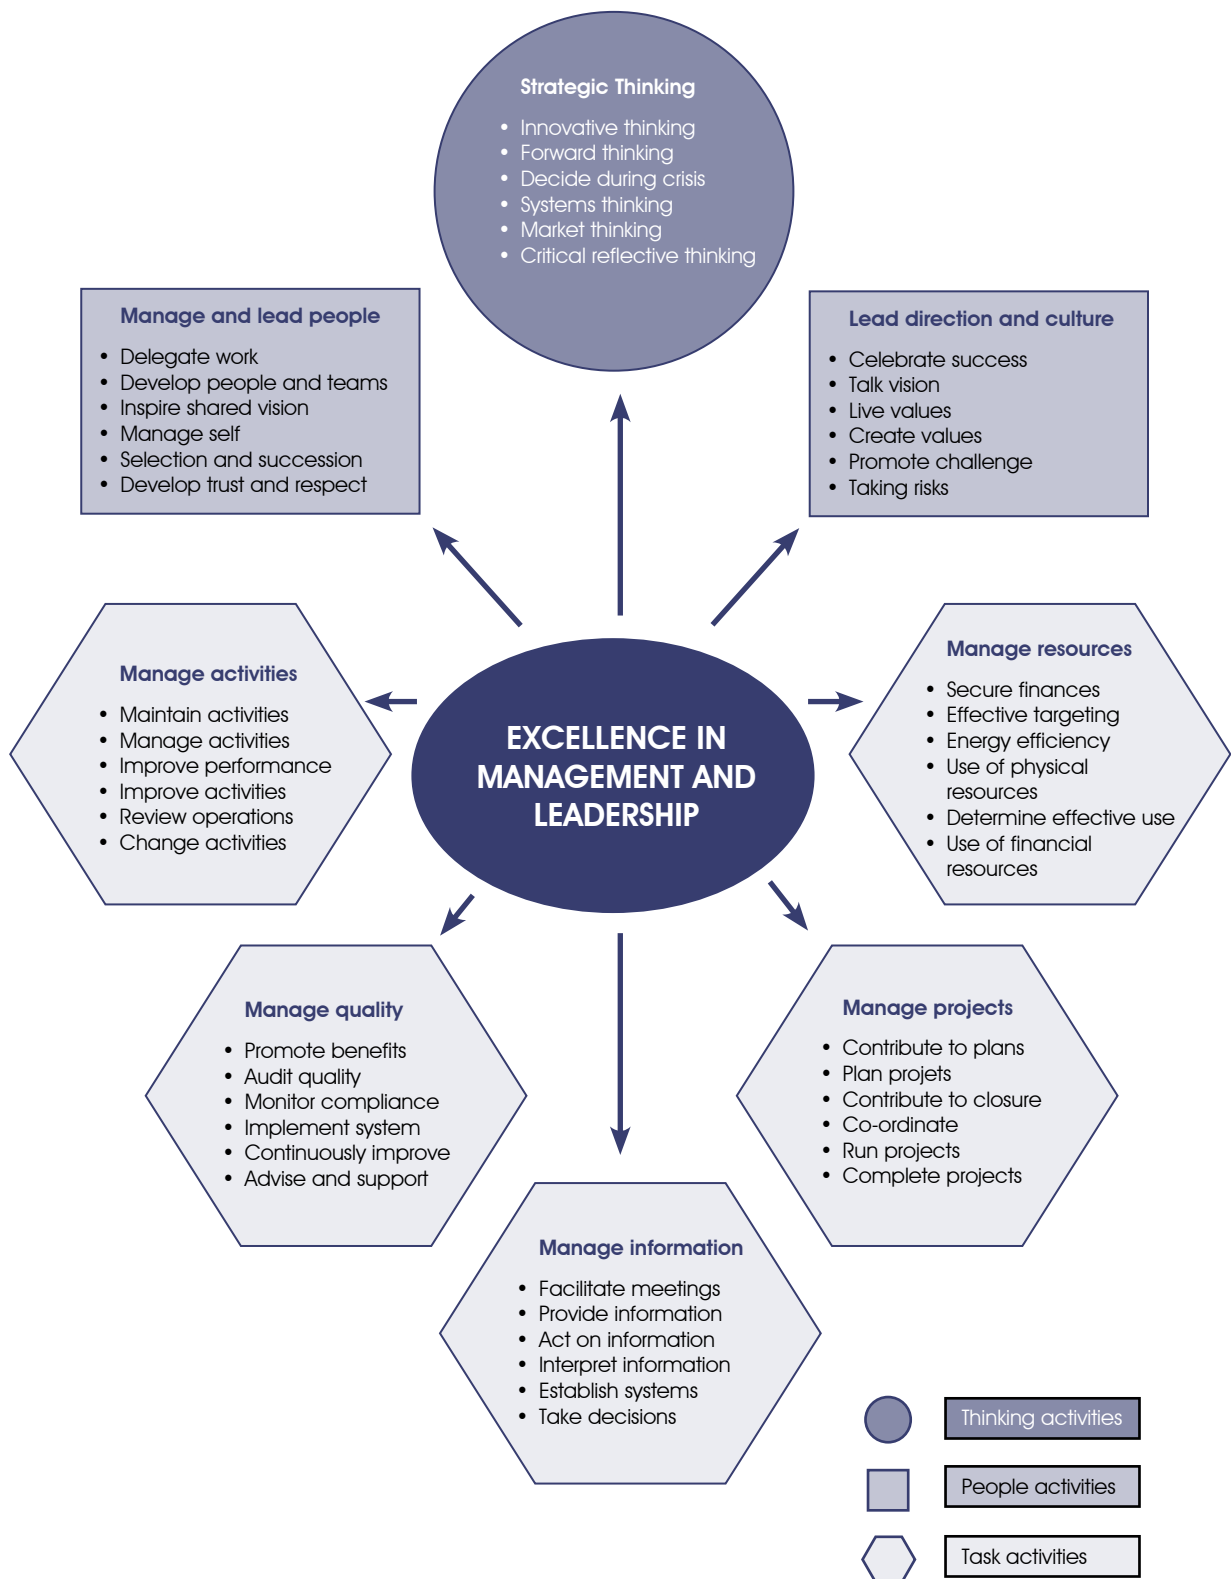 Strategic Thinking
• Innovative thinking
• Forward thinking
• Decide during crisis
• Systems thinking
• Market thinking
• Critical reflective thinking
Manage and lead people
• Delegate work
• Develop people and teams
• Inspire shared vision
• Manage self
• Selection and succession
• Develop trust and respect
Lead direction and culture
• Celebrate success
• Talk vision
• Live values
• Create values
• Promote challenge
• Taking risks
Manage activities
• Maintain activities
• Manage activities
• Improve performance
• Improve activities
• Review operations
• Change activities
EXCELLENCE IN
MANAGEMENT AND
LEADERSHIP
Manage resources
• Secure finances
• Effective targeting
• Energy efficiency
• Use of physical
resources
• Determine effective use
• Use of financial
resources
Manage quality
• Promote benefits
• Audit quality
• Monitor compliance
• Implement system
• Continuously improve
• Advise and support
Manage projects
• Contribute to plans
• Plan projets
• Contribute to closure
• Co-ordinate
• Run projects
• Complete projects
Manage information
• Facilitate meetings
• Provide information
• Act on information
• Interpret information
• Establish systems
• Take decisions
Thinking activities
People activities
Task activities